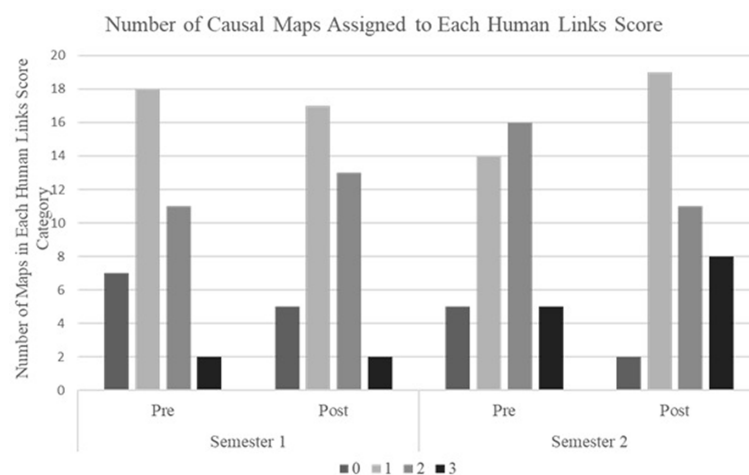 Number of Causal Maps Assigned to Each Human Links Score
Number of Maps in Each Human Links Score
Category
20
18
16
14
12
10
8
6
4
2
0
Pre
Post
Pre
Post
Semester 1
Semester 2
0 1 2 3